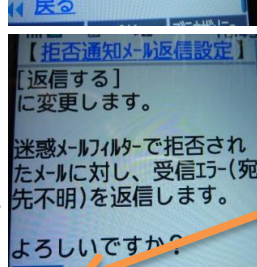 戻る
【拒否通知ﾒｰﾙ返信設定】
[返信する]
に変更します。
迷惑ﾒｰﾙﾌｨﾙﾀｰで拒否され
たﾒｰﾙに対し、受信ｴﾗｰ(宛
先不明)を返信します。
よろしいですか?